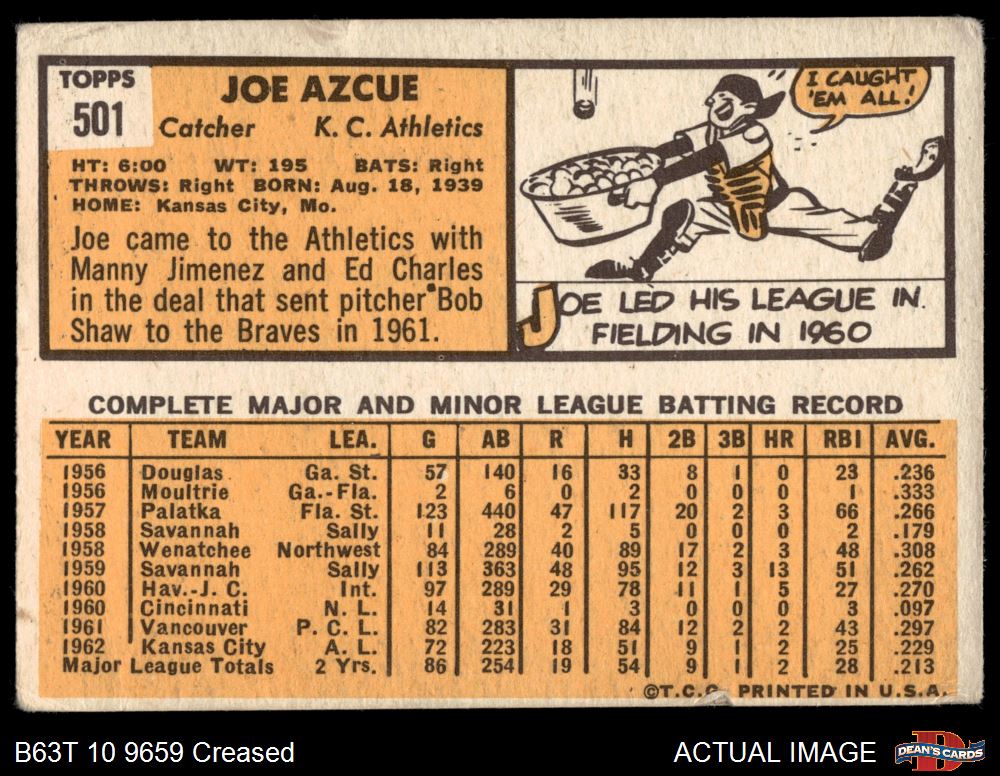 TOPPS
501
JOE AZCUE
Catcher K. C. Athletics
HT: 6:00 WT: 195 BATS: Right
THROWS: Right BORN: Aug. 18, 1939
HOME: Kansas City, Mo.
Joe came to the Athletics with
Manny Jimenez and Ed Charles
in the deal that sent pitcher Bob
Shaw to the Braves in 1961.
I CAUGHT
'EM ALL!
JOE LED HIS LEAGUE IN
FIELDING IN 1960
COMPLETE MAJOR AND MINOR LEAGUE BATTING RECORD
YEAR TEAM LEA. G AB R H 2B 3B HR RBI AVG.
1956 Douglas Ga. St. 57 140 16 33 8 1 0 23 .236
1956 Moultrie Ga.-Fla. 2 6 0 2 0 0 0 1 .333
1957 Palatka Fla. St. 123 440 47 117 20 2 3 66 .266
1958 Savannah Sally 11 28 2 5 0 0 0 2 .179
1958 Wenatchee Northwest 84 289 40 89 17 2 3 48 .308
1959 Savannah Sally 113 363 48 95 12 3 13 51 .262
1960 Hav.-J. C. Int. 97 289 29 78 11 1 5 27 .270
1960 Cincinnati N. L. 14 31 1 3 0 0 0 3 .097
1961 Vancouver P. C. L. 82 283 31 84 12 2 2 43 .297
1962 Kansas City A. L. 72 223 18 51 9 1 2 25 .229
Major League Totals 2 Yrs. 86 254 19 54 9 1 2 28 .213
©T.C.G. PRINTED IN U.S.A.
B63T 10 9659 Creased
ACTUAL IMAGE
D
DEAN'S CARDS